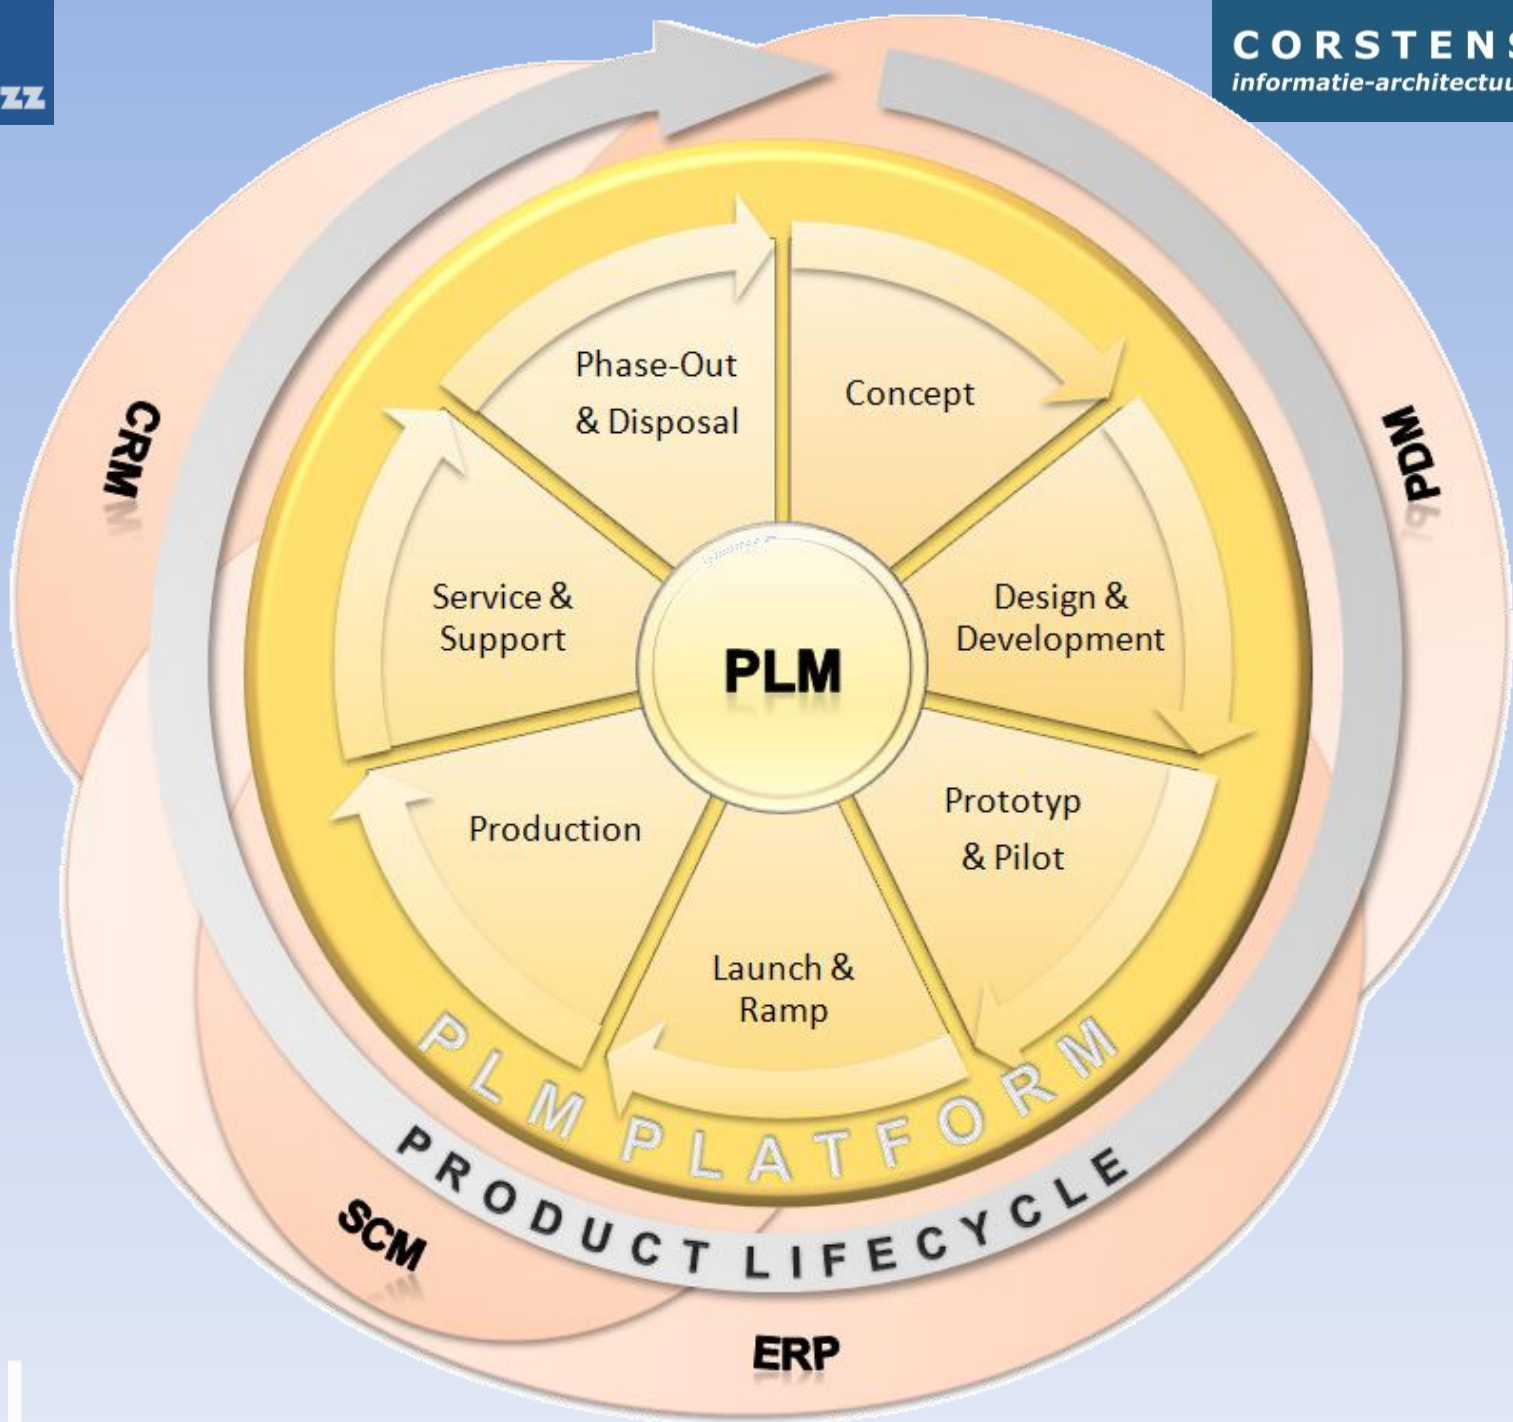 zz
CORSTENS
informatie-architectuu
Phase-Out
& Disposal
Concept
CRM
PDM
Service &
Support
Design &
Development
PLM
Production
Prototyp
& Pilot
Launch &
Ramp
PLM PLATFORM
PRODUCT LIFECYCLE
SCM
ERP